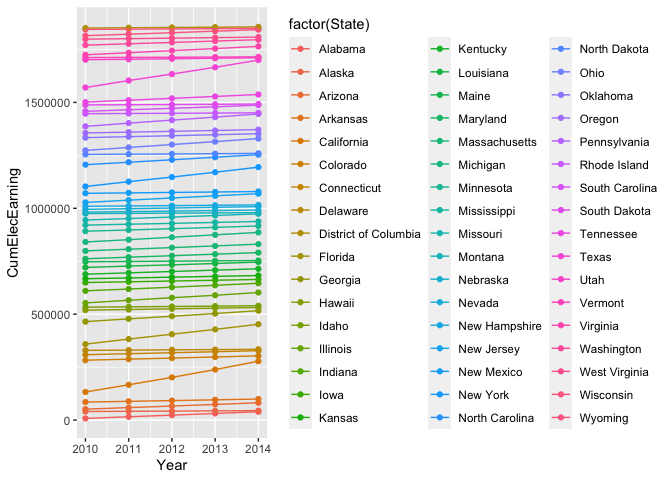 factor(State)
Alabama
Alaska
Arizona
Arkansas
California
Colorado
Connecticut
Delaware
District of Columbia
Florida
Georgia
Hawaii
Idaho
Illinois
Indiana
Iowa
Kansas
Kentucky
Louisiana
Maine
Maryland
Massachusetts
Michigan
Minnesota
Mississippi
Missouri
Montana
Nebraska
Nevada
New Hampshire
New Jersey
New Mexico
New York
North Carolina
North Dakota
Ohio
Oklahoma
Oregon
Pennsylvania
Rhode Island
South Carolina
South Dakota
Tennessee
Texas
Utah
Vermont
Virginia
Washington
West Virginia
Wisconsin
Wyoming
CumElecEarning
1500000
1000000
500000
0
2010 2011 2012 2013 2014
Year